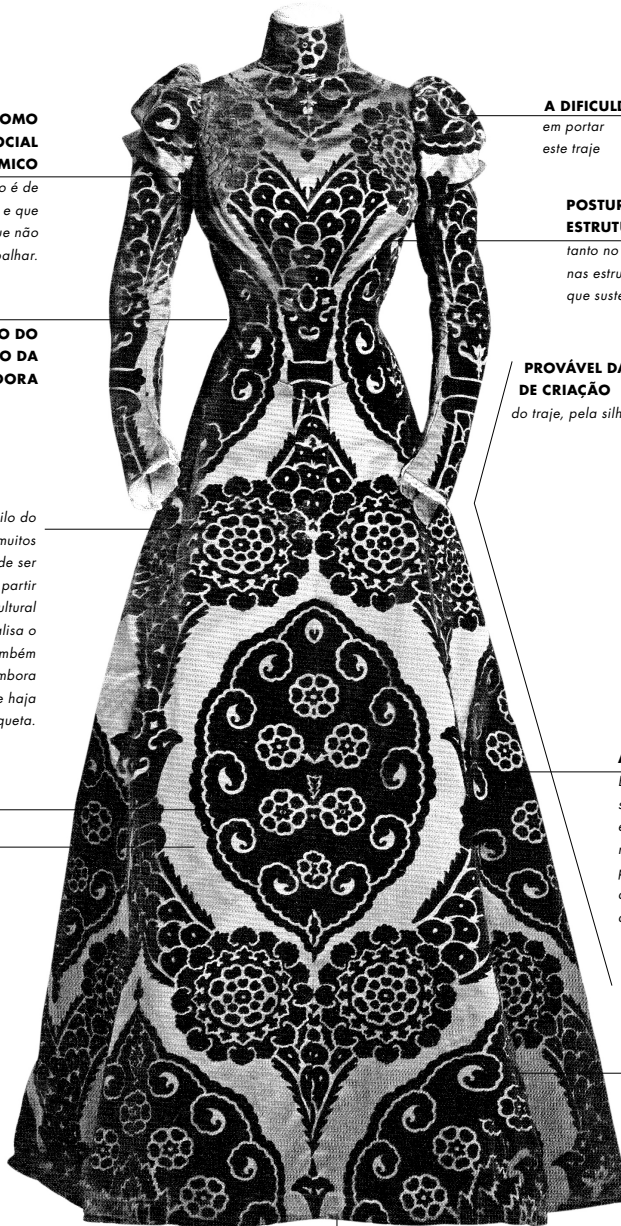 OMO
OCIAL
MICO
o é de
e que
ue não
balhar.
O DO
O DA
DORA
ilo do
muitos
de ser
partir
ultural
alisa o
mbém
mbora
e haja
queta.
A DIFICULD
em portar
este traje
POSTUR
ESTRUTU
tanto no
nas estru
que suste
PROVÁVEL DA
DE CRIAÇÃO
do traje, pela silh